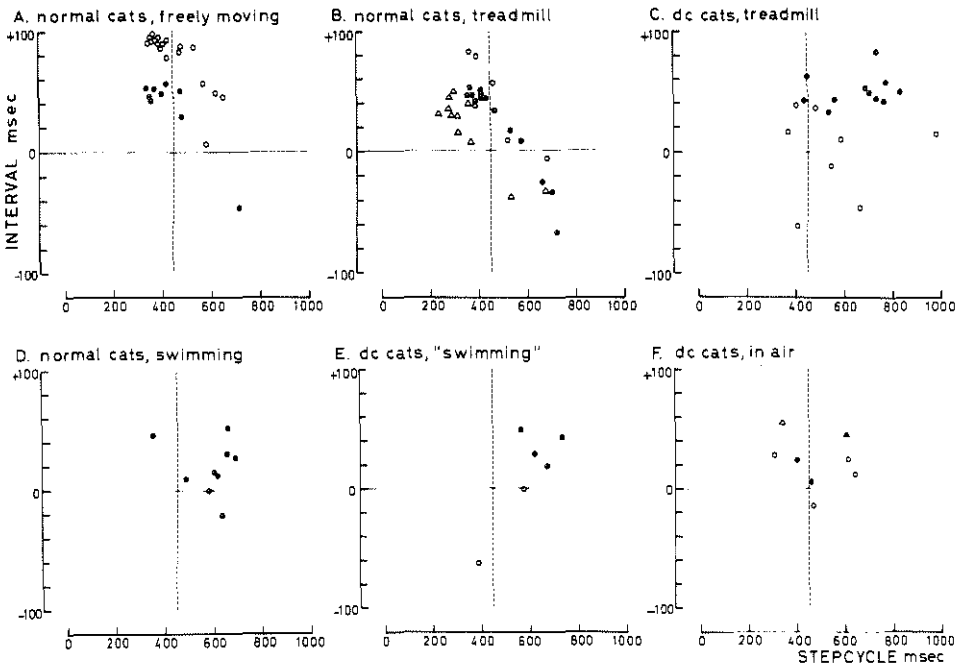 A. normal cats, freely moving
B. normal cats, treadmill
C. dc cats, treadmill
+100
0
-100
INTERVAL msec
0 200 400 600 800 1000
+100
0
-100
0 200 400 600 800 1000
+100
0
-100
0 200 400 600 800 1000
D. normal cats, swimming
E. dc cats, "swimming"
F. dc cats, in air
+100
0
-100
0 200 400 600 800 1000
+100
0
-100
0 200 400 600 800 1000
+100
0
-100
0 200 400 600 800 1000
STEPCYCLE msec